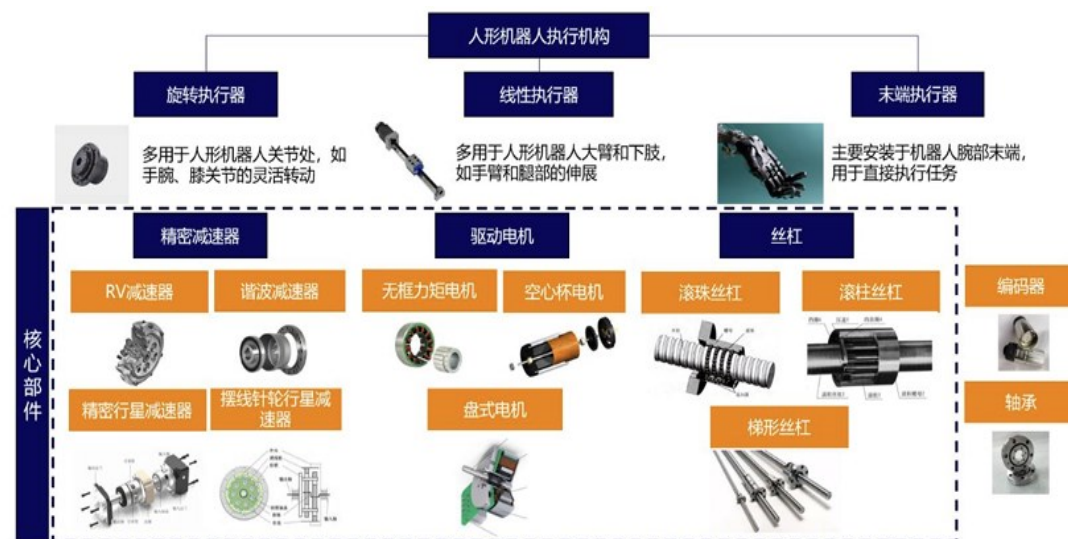 人形机器人执行机构
旋转执行器
线性执行器
末端执行器
多用于人形机器人关节处，如
手腕、膝关节的灵活转动
多用于人形机器人大臂和下肢，
如手臂和腿部的伸展
主要安装于机器人腕部末端，
用于直接执行任务
核心部件
精密减速器
驱动电机
丝杠
RV减速器
谐波减速器
无框力矩电机
空心杯电机
滚珠丝杠
滚柱丝杠
编码器
精密行星减速器
摆线针轮行星减
速器
盘式电机
梯形丝杠
轴承